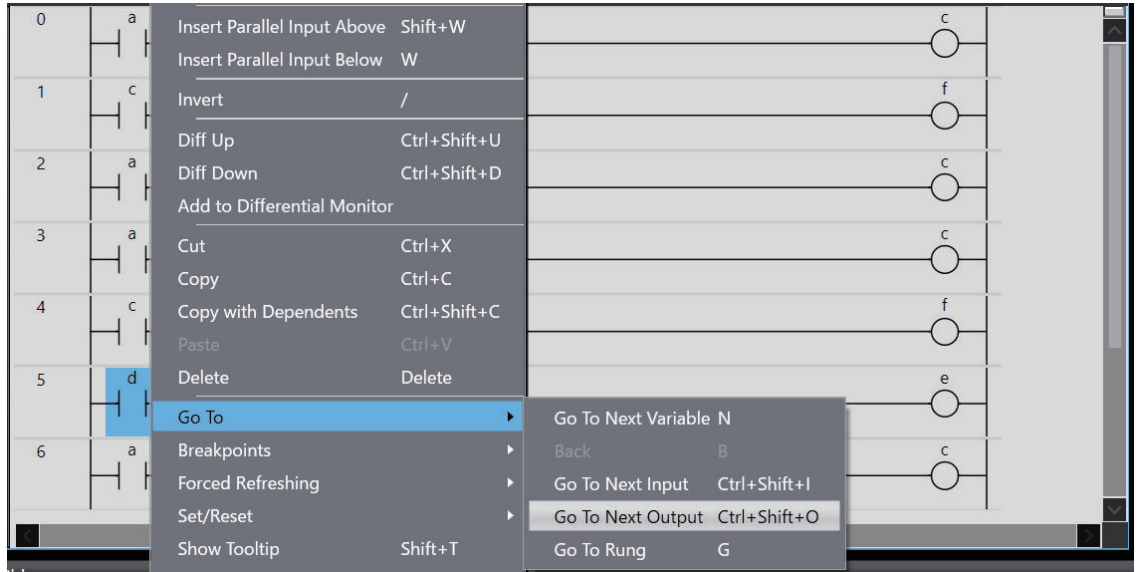 0 a c
Insert Parallel Input Above Shift+W
Insert Parallel Input Below W
1 c f
Invert /
Diff Up Ctrl+Shift+U
2 a c
Diff Down Ctrl+Shift+D
Add to Differential Monitor
3 a c
Cut Ctrl+X
Copy Ctrl+C
4 c f
Copy with Dependents Ctrl+Shift+C
Paste Ctrl+V
5 d e
Delete Delete
Go To
Go To Next Variable N
6 a c
Breakpoints
Back B
Forced Refreshing
Go To Next Input Ctrl+Shift+I
Set/Reset
Go To Next Output Ctrl+Shift+O
Show Tooltip Shift+T
Go To Rung G